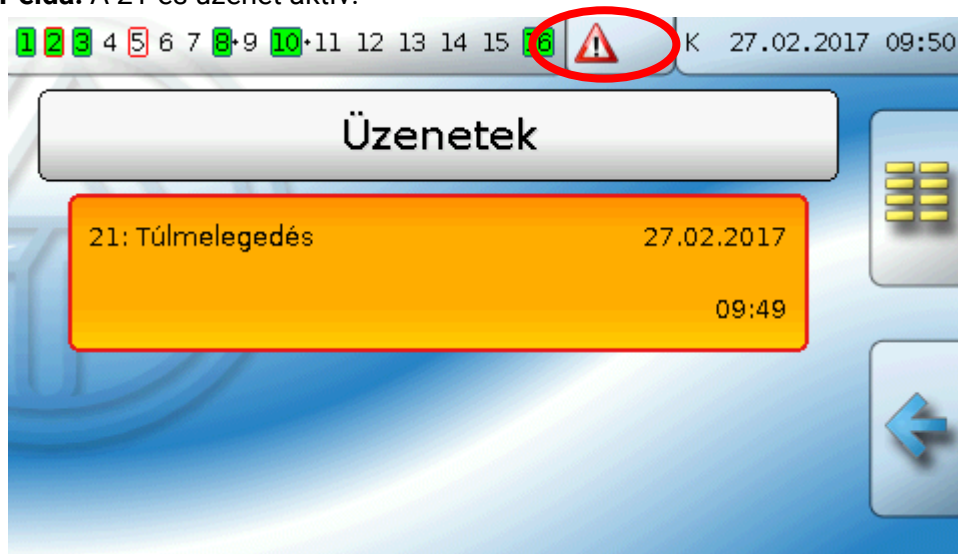 Példa: A 21-es üzenet aktív.
1 2 3 4 5 6 7 8+9 10+11 12 13 14 15 16 K 27.02.2017 09:50
Üzenetek
21: Túlmelegedés 27.02.2017
09:49